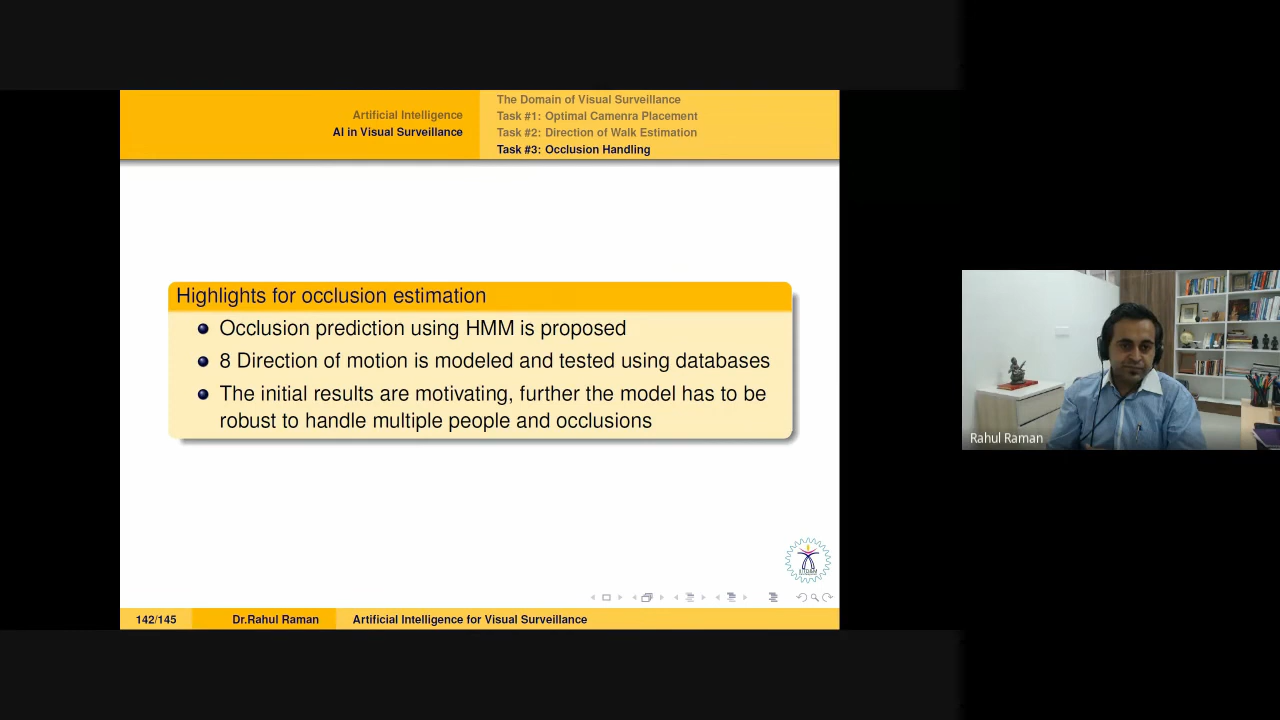 Artificial Intelligence
AI in Visual Surveillance
The Domain of Visual Surveillance
Task #1: Optimal Camenra Placement
Task #2: Direction of Walk Estimation
Task #3: Occlusion Handling
Highlights for occlusion estimation
Occlusion prediction using HMM is proposed
8 Direction of motion is modeled and tested using databases
The initial results are motivating, further the model has to be
robust to handle multiple people and occlusions
142/145
Dr.Rahul Raman
Artificial Intelligence for Visual Surveillance
Rahul Raman